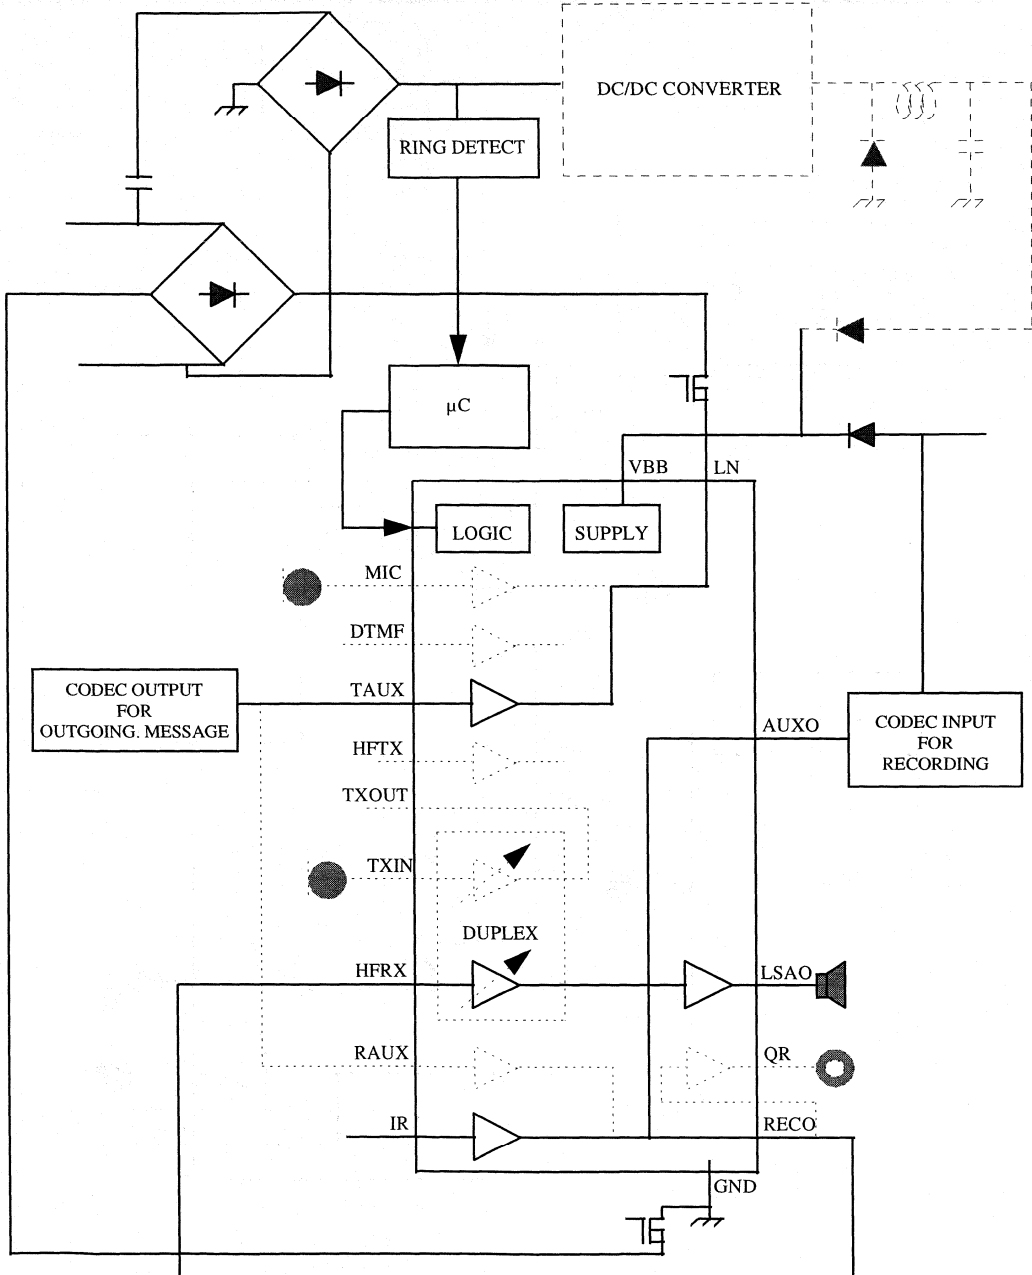 DC/DC CONVERTER
RING DETECT
µC
VBB
LN
LOGIC
SUPPLY
MIC
DTMF
CODEC OUTPUT
FOR
OUTGOING. MESSAGE
TAUX
AUXO
CODEC INPUT
FOR
RECORDING
HFTX
TXOUT
TXIN
DUPLEX
HFRX
LSAO
RAUX
QR
IR
RECO
GND